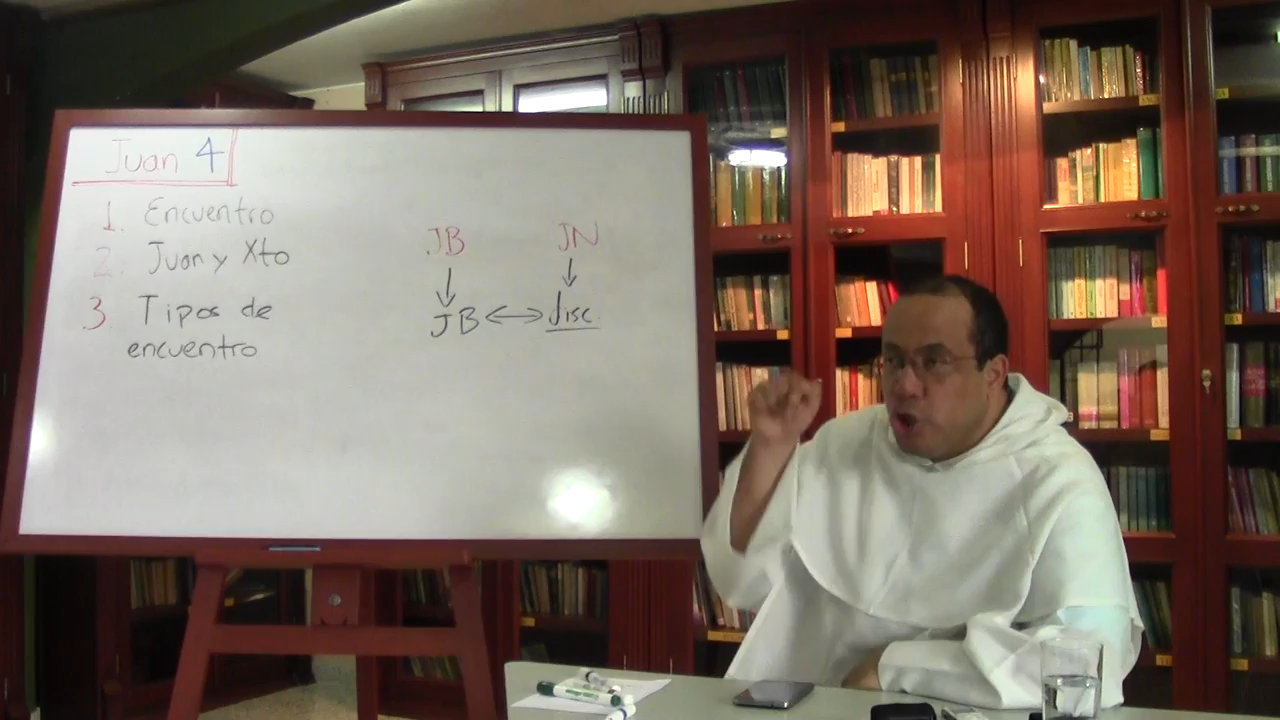 Juan 4
1. Encuentro
2. Juan y Xto
3. Tipos de
encuentro
JB JN
↓ ↓
JB ↔ disc.